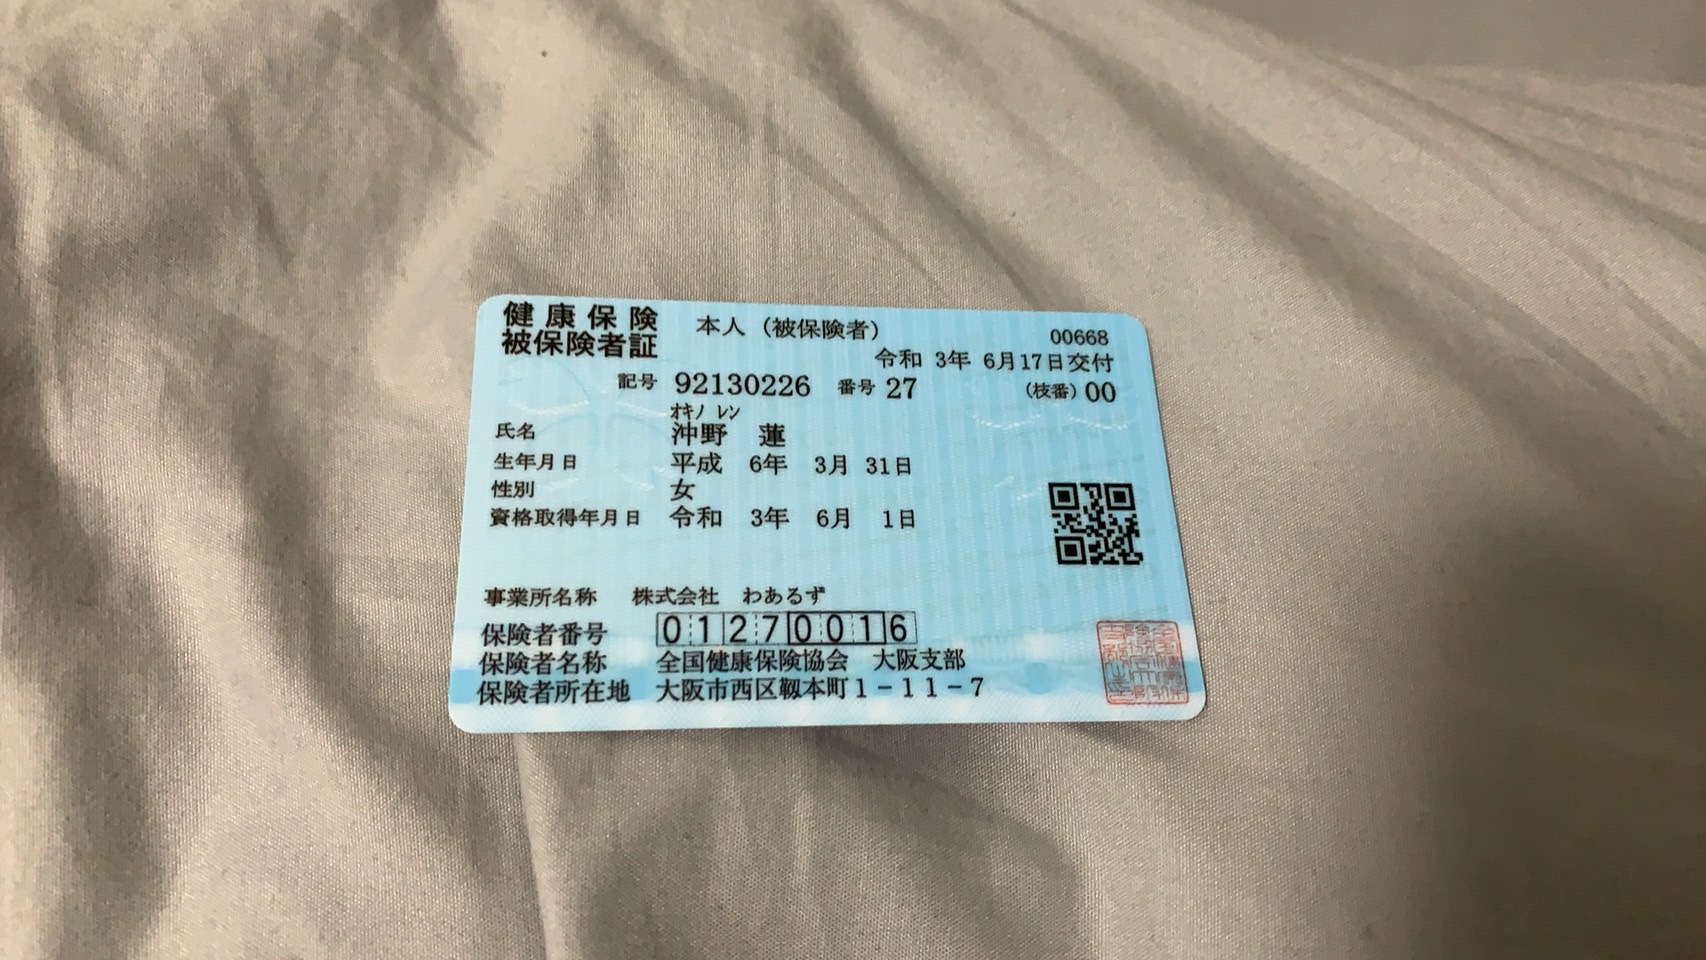 健康保険
被保険者証
本人（被保険者）
00668
令和 3年 6月17日交付
記号 92130226 番号 27 （枝番）00
ｵｷﾉ ﾚﾝ
氏名 沖野 蓮
生年月日 平成 6年 3月 31日
性別 女
資格取得年月日 令和 3年 6月 1日
事業所名称 株式会社 わあるず
保険者番号 01270016
保険者名称 全国健康保険協会 大阪支部
保険者所在地 大阪市西区靱本町1－11－7